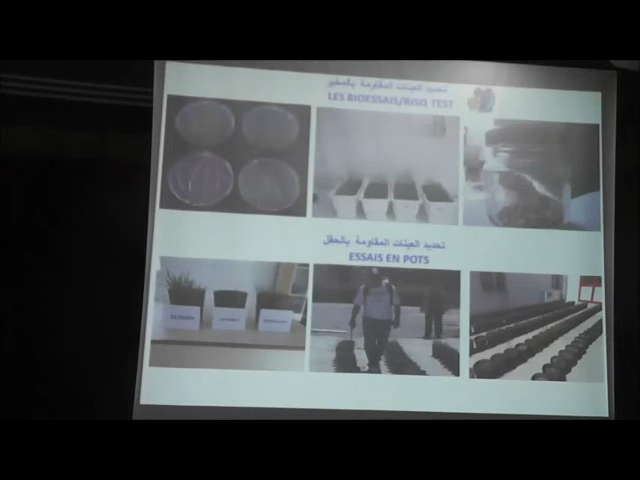 تحديد العينات المقاومة بالمخبر
LES BIOESSAIS/RISQ TEST
تحديد العينات المقاومة بالحقل
ESSAIS EN POTS